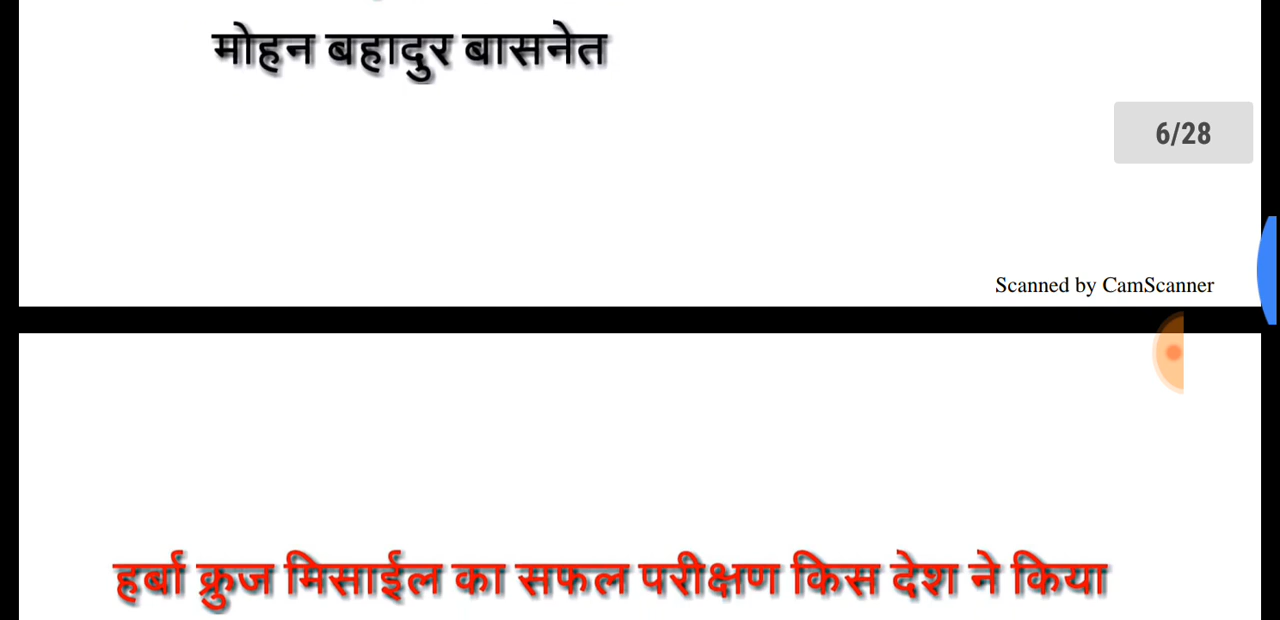 मोहन बहादुर बासनेत
6/28
Scanned by CamScanner
हर्बा क्रुज मिसाईल का सफल परीक्षण किस देश ने किया